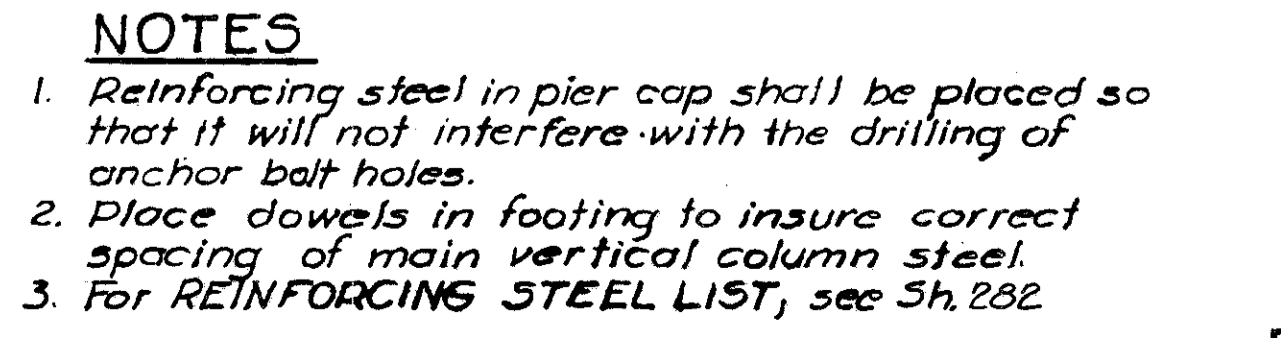 NOTES
1. Reinforcing steel in pier cap shall be placed so
that it will not interfere with the drilling of
anchor bolt holes.
2. Place dowels in footing to insure correct
spacing of main vertical column steel.
3. For REINFORCING STEEL LIST, see Sh. 282